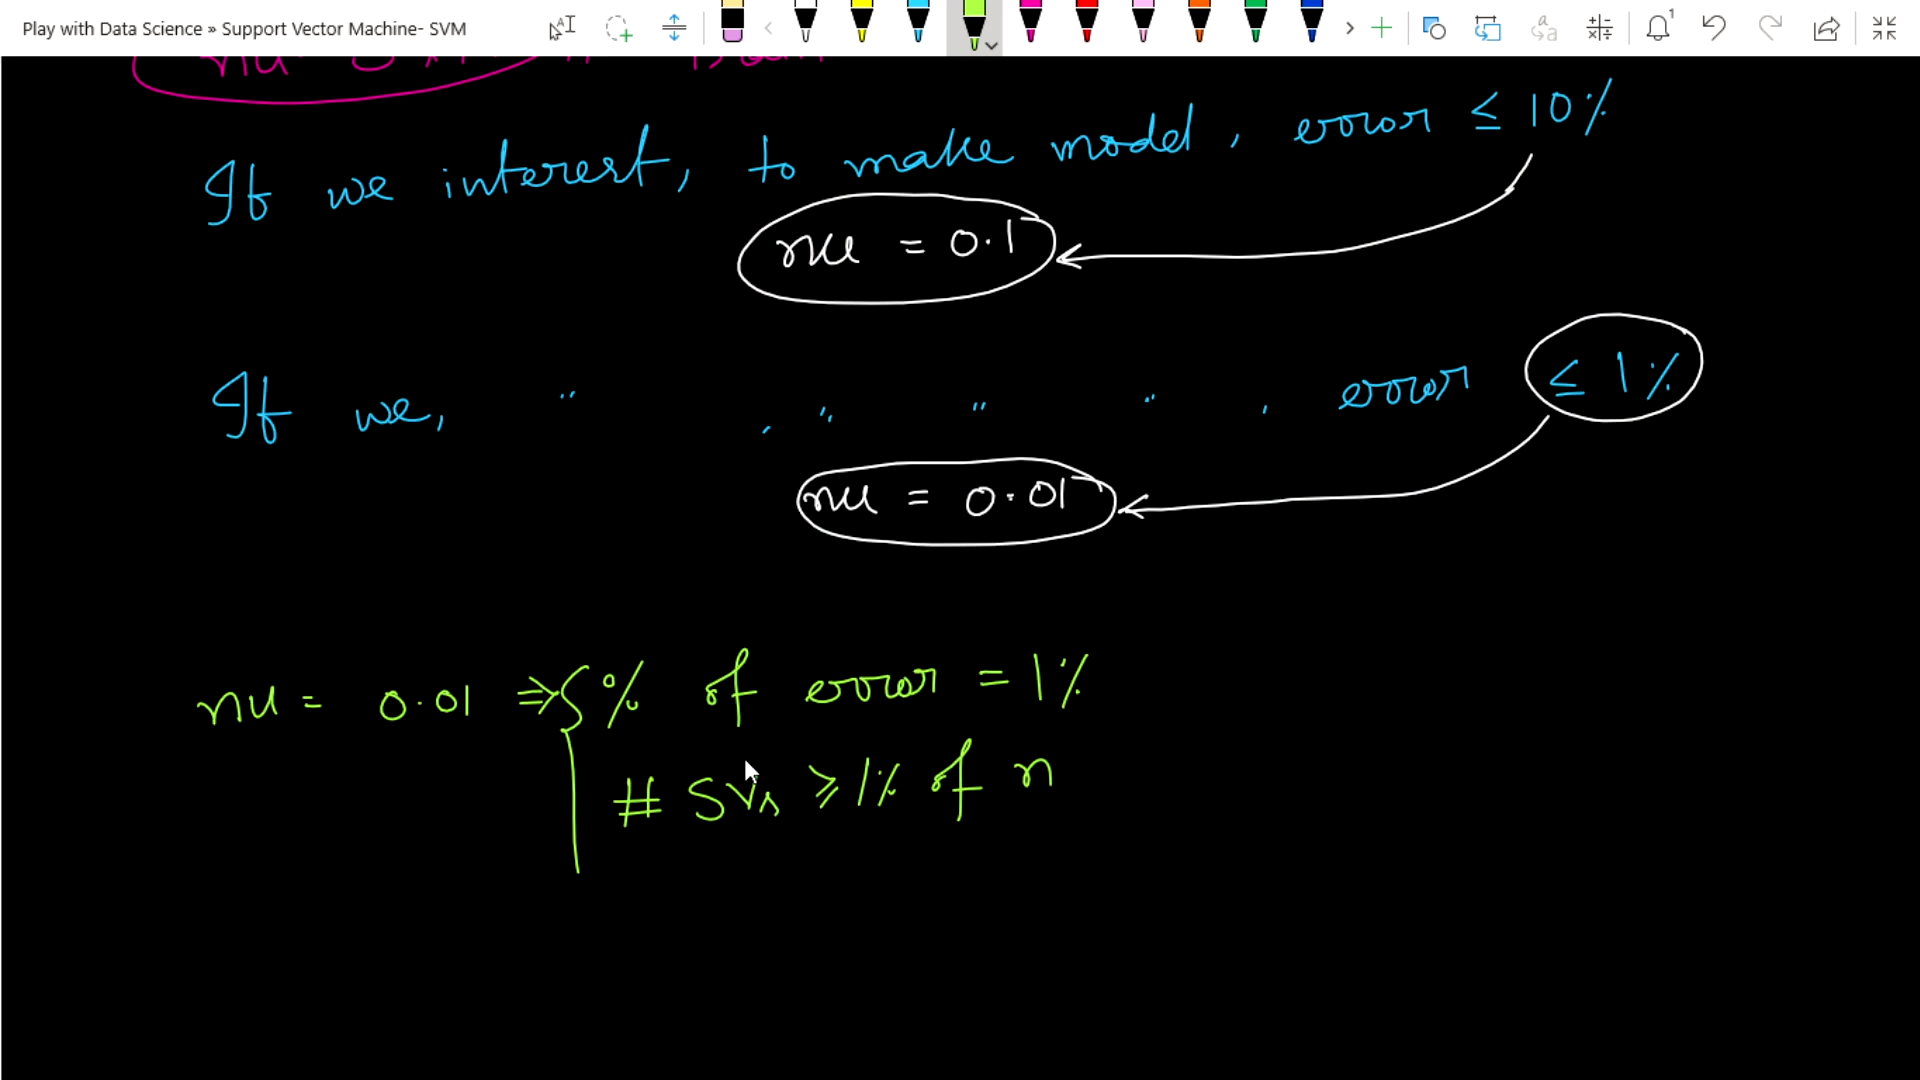 Play with Data Science » Support Vector Machine- SVM
If we interest, to make model, error ≤ 10%
nu = 0.1
If we, " , " " " , error ≤ 1%
nu = 0.01
nu = 0.01 ⇒ { % of error = 1%
# SVs ≥ 1% of n